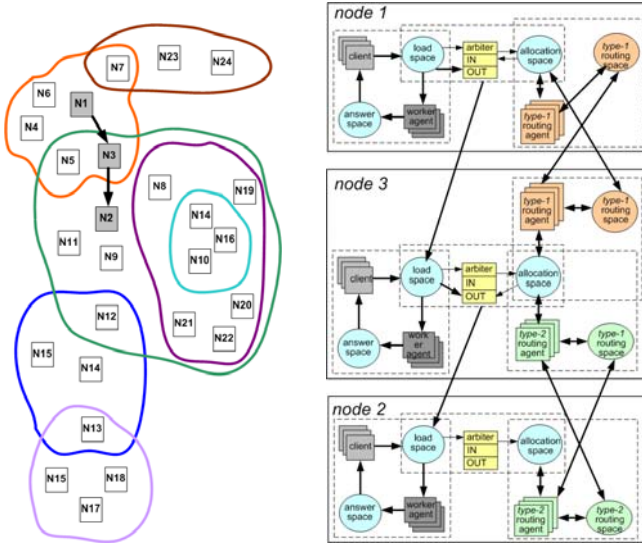 N23
N7
N24
N6
N1
N4
N3
N5
N8
N19
N14
N2
N16
N11
N9
N10
N12
N20
N21
N22
N15
N14
N13
N15
N18
N17
node 1
client
load
space
arbiter
IN
OUT
allocation
space
type-1
routing
space
answer
space
worker
agent
type-1
routing
agent
node 3
type-1
routing
agent
type-1
routing
space
client
load
space
arbiter
IN
OUT
allocation
space
answer
space
work
er
agent
type-2
routing
agent
type-1
routing
space
node 2
client
load
space
arbiter
IN
OUT
allocation
space
answer
space
worker
agent
type-2
routing
agent
type-2
routing
space